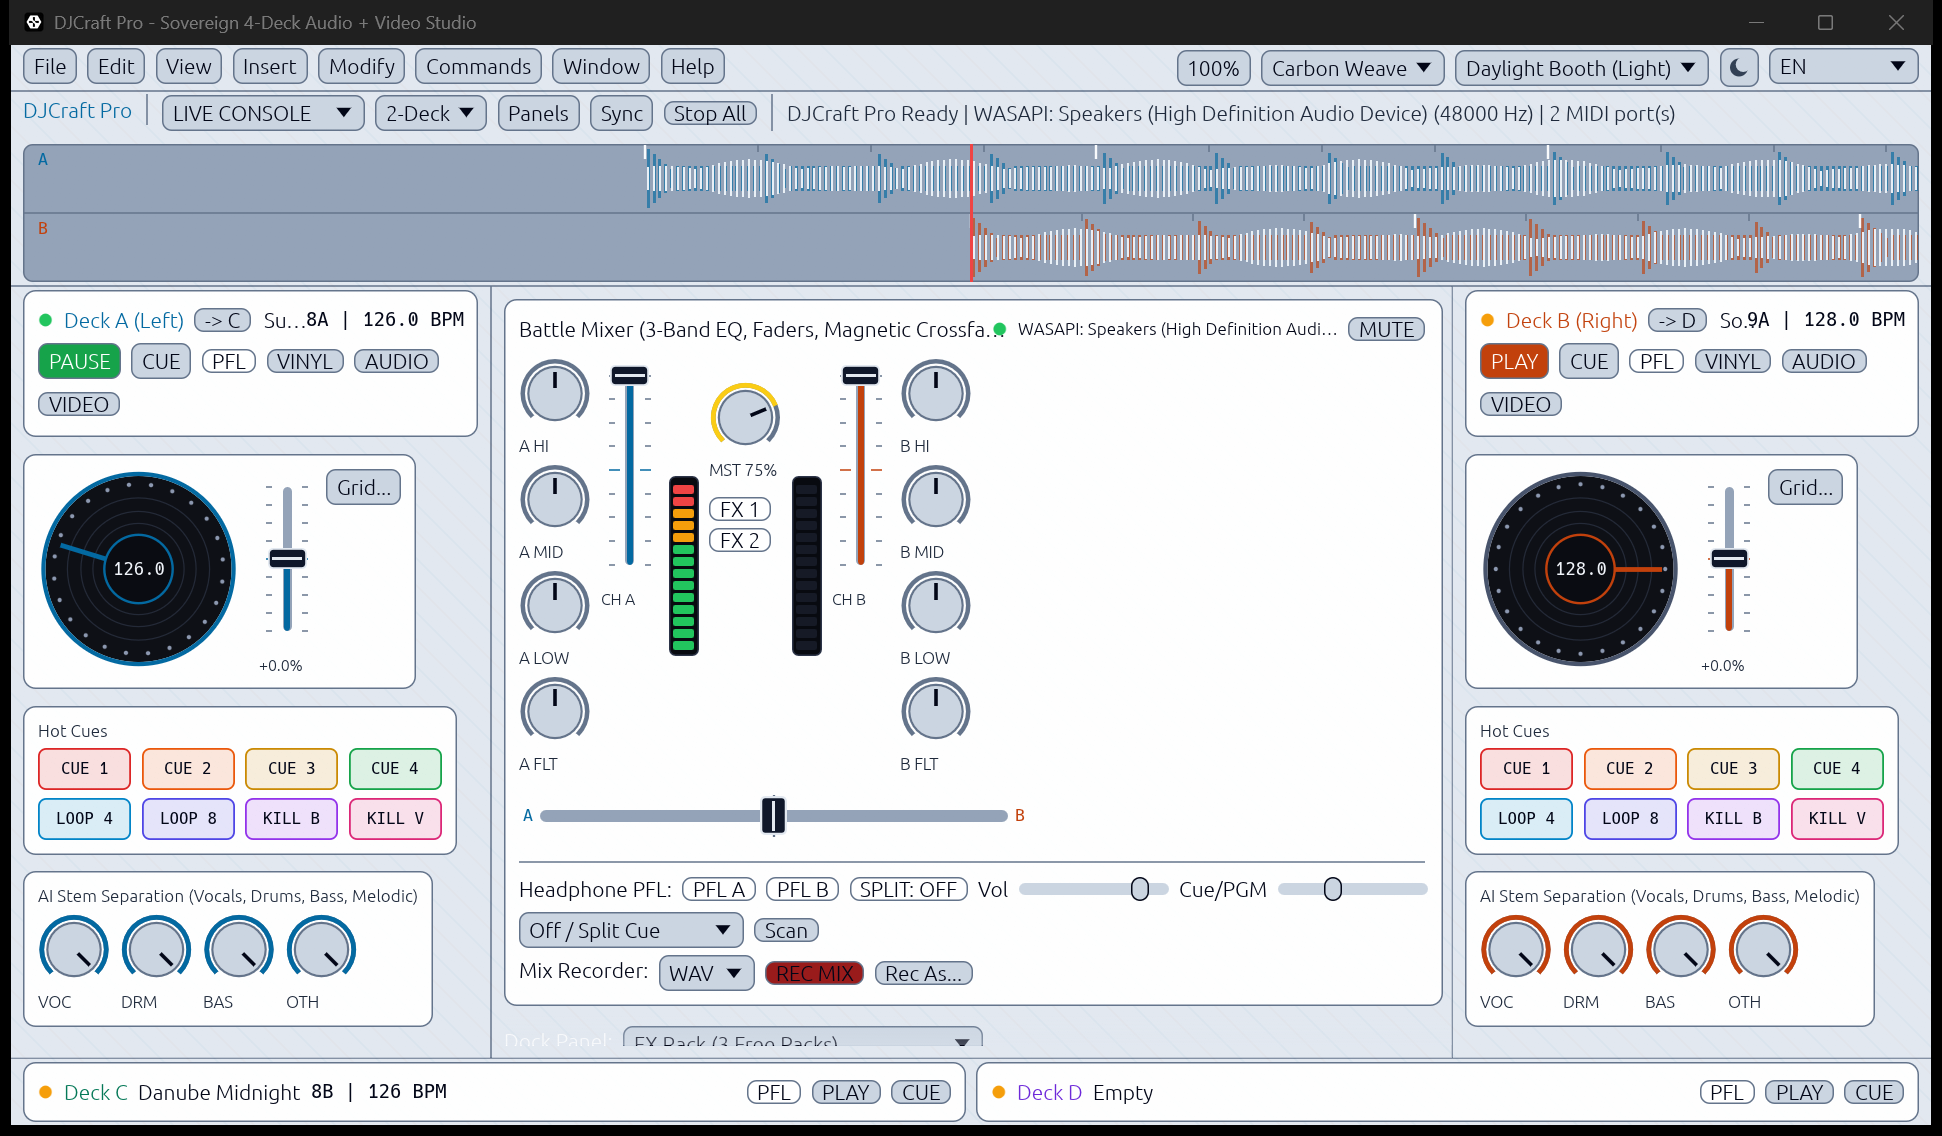 DJCraft Pro - Sovereign 4-Deck Audio + Video Studio
File Edit View Insert Modify Commands Window Help 100% Carbon Weave Daylight Booth (Light) EN
DJCraft Pro LIVE CONSOLE 2-Deck Panels Sync Stop All DJCraft Pro Ready | WASAPI: Speakers (High Definition Audio Device) (48000 Hz) | 2 MIDI port(s)
A
B
Deck A (Left) -> C Su... 8A | 126.0 BPM
PAUSE CUE PFL VINYL AUDIO
VIDEO
126.0
Grid...
+0.0%
Hot Cues
CUE 1 CUE 2 CUE 3 CUE 4
LOOP 4 LOOP 8 KILL B KILL V
AI Stem Separation (Vocals, Drums, Bass, Melodic)
VOC DRM BAS OTH
Battle Mixer (3-Band EQ, Faders, Magnetic Crossfa... WASAPI: Speakers (High Definition Audi... MUTE
A HI
A MID
A LOW
A FLT
CH A
MST 75%
FX 1
FX 2
CH B
B HI
B MID
B LOW
B FLT
A B
Headphone PFL: PFL A PFL B SPLIT: OFF Vol Cue/PGM
Off / Split Cue Scan
Mix Recorder: WAV REC MIX Rec As...
Dock Panel: FX Rack (3 Free Packs)
Deck B (Right) -> D So... 9A | 128.0 BPM
PLAY CUE PFL VINYL AUDIO
VIDEO
128.0
Grid...
+0.0%
Hot Cues
CUE 1 CUE 2 CUE 3 CUE 4
LOOP 4 LOOP 8 KILL B KILL V
AI Stem Separation (Vocals, Drums, Bass, Melodic)
VOC DRM BAS OTH
Deck C Danube Midnight 8B | 126 BPM PFL PLAY CUE
Deck D Empty PFL PLAY CUE